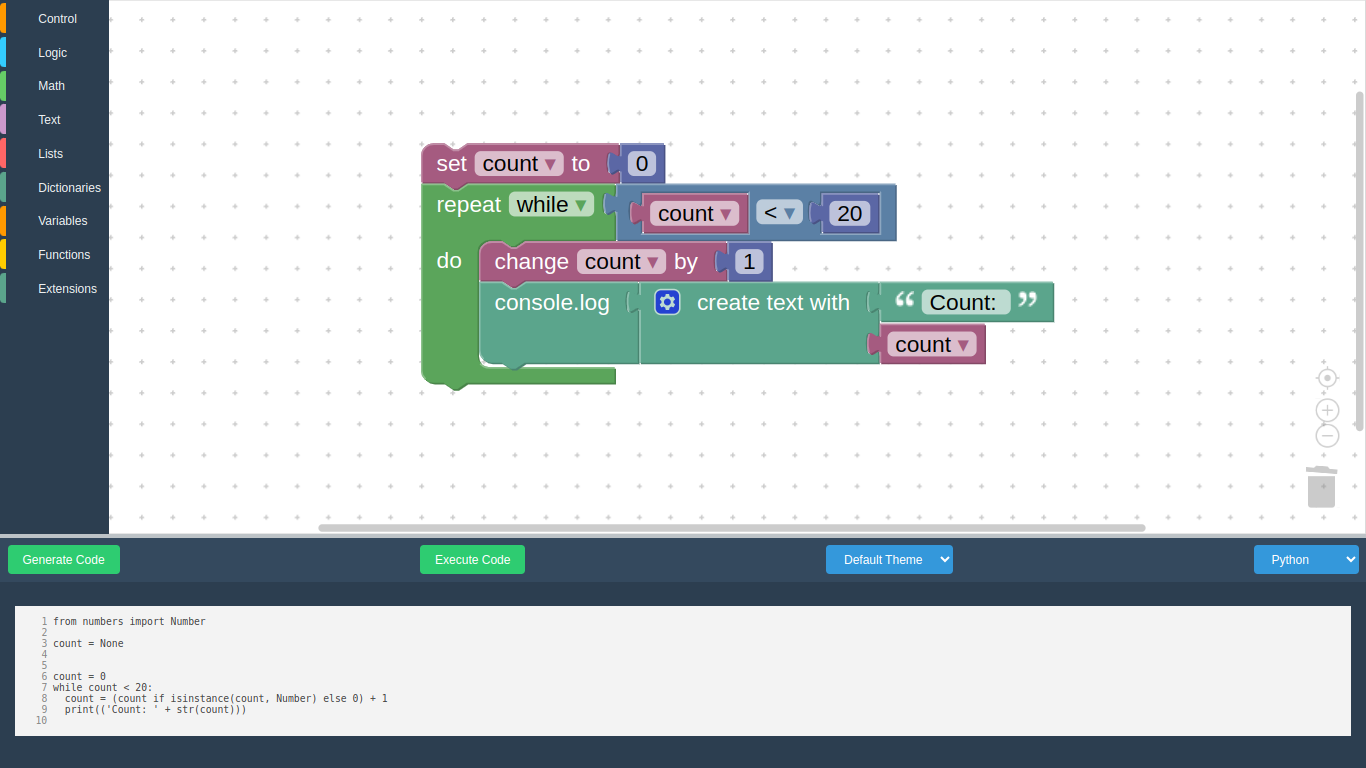 Control
Logic
Math
Text
Lists
Dictionaries
Variables
Functions
Extensions
set count ▾ to 0
repeat while ▾ count ▾ < ▾ 20
do change count ▾ by 1
console.log create text with “ Count: ”
count ▾
Generate Code Execute Code Default Theme Python
1 from numbers import Number
2
3 count = None
4
5
6 count = 0
7 while count < 20:
8 count = (count if isinstance(count, Number) else 0) + 1
9 print(('Count: ' + str(count)))
10